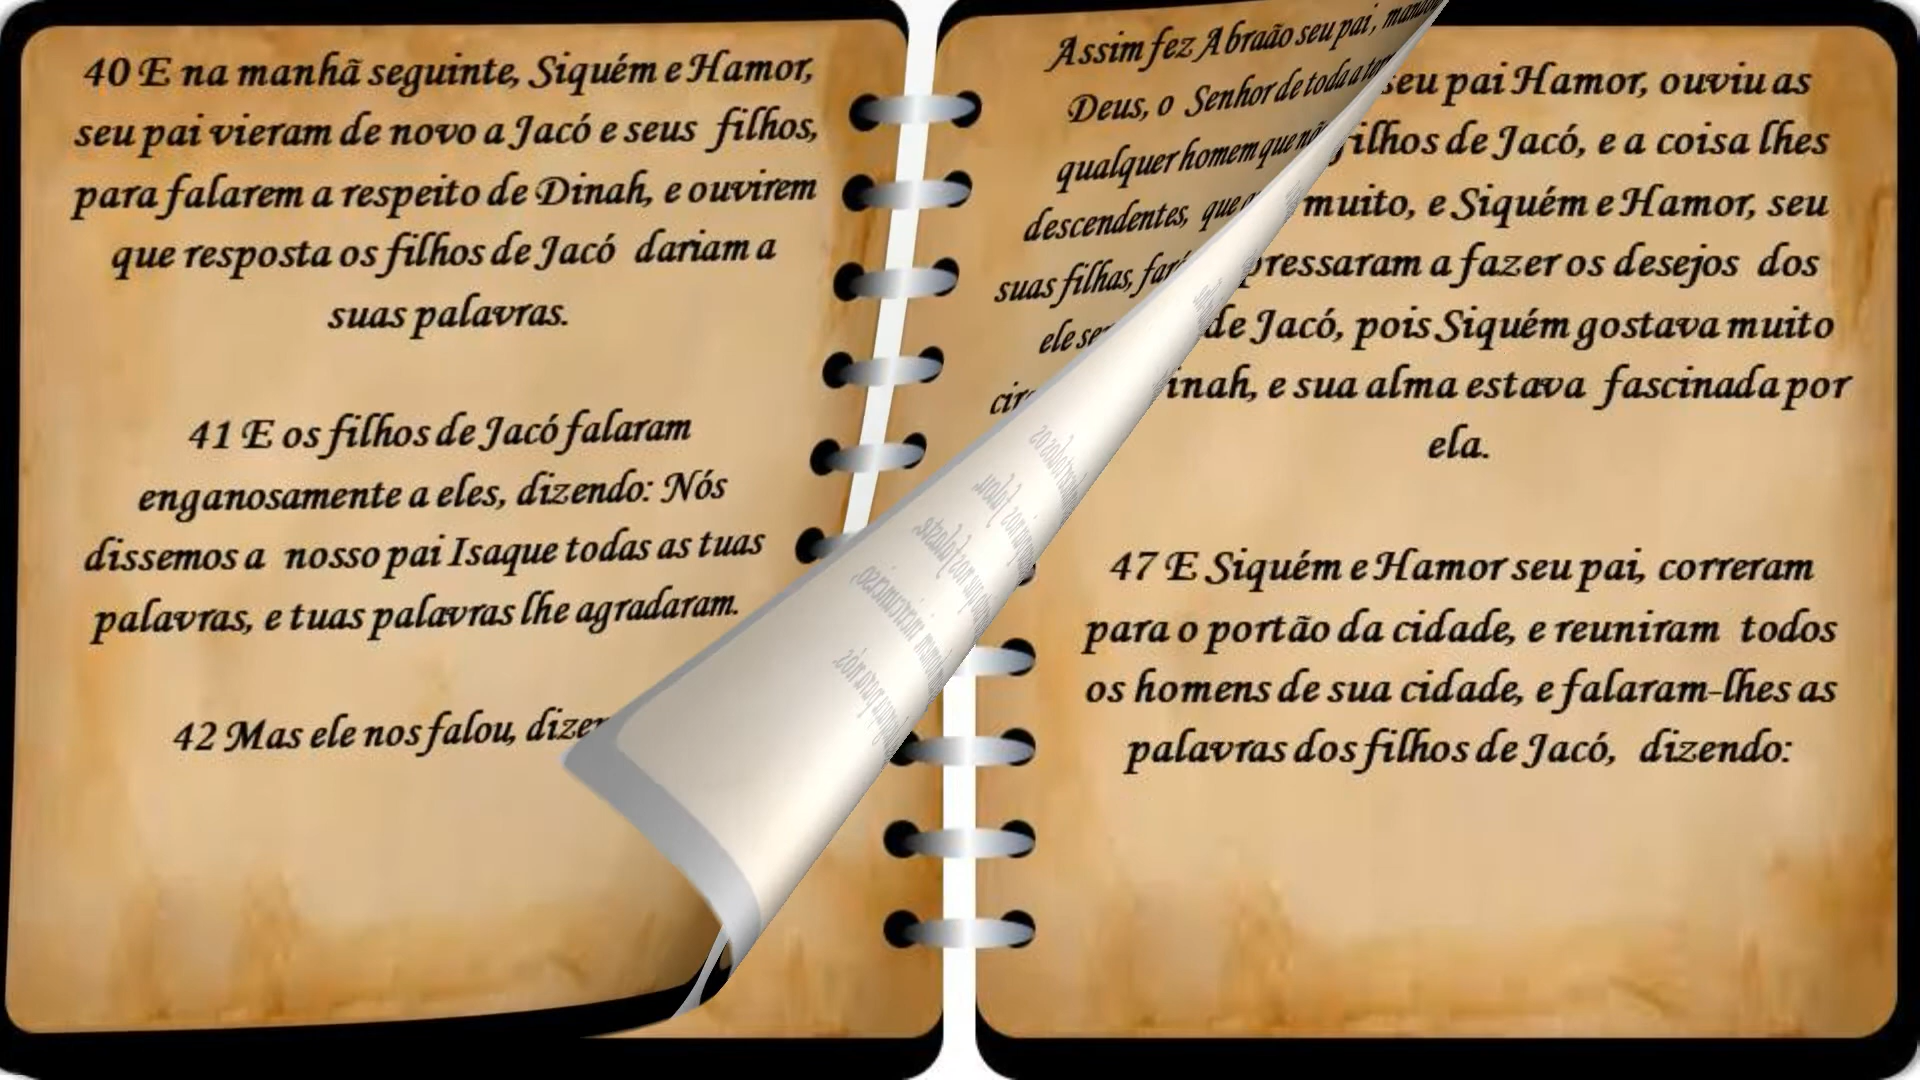 40 E na manhã seguinte, Siquém e Hamor,
seu pai vieram de novo a Jacó e seus filhos,
para falarem a respeito de Dinah, e ouvirem
que resposta os filhos de Jacó dariam a
suas palavras.
41 E os filhos de Jacó falaram
enganosamente a eles, dizendo: Nós
dissemos a nosso pai Isaque todas as tuas
palavras, e tuas palavras lhe agradaram.
42 Mas ele nos falou,
Assim fez Abraão seu pai,
Deus, o Senhor de toda a
qualquer homem que
descendentes,
suas filhas,
ele
seu pai Hamor, ouviu as
filhos de Jacó, e a coisa lhes
muito, e Siquém e Hamor, seu
a fazer os desejos dos
de Jacó, pois Siquém gostava muito
e sua alma estava fascinada por
ela.
47 E Siquém e Hamor seu pai, correram
para o portão da cidade, e reuniram todos
os homens de sua cidade, e falaram-lhes as
palavras dos filhos de Jacó, dizendo: